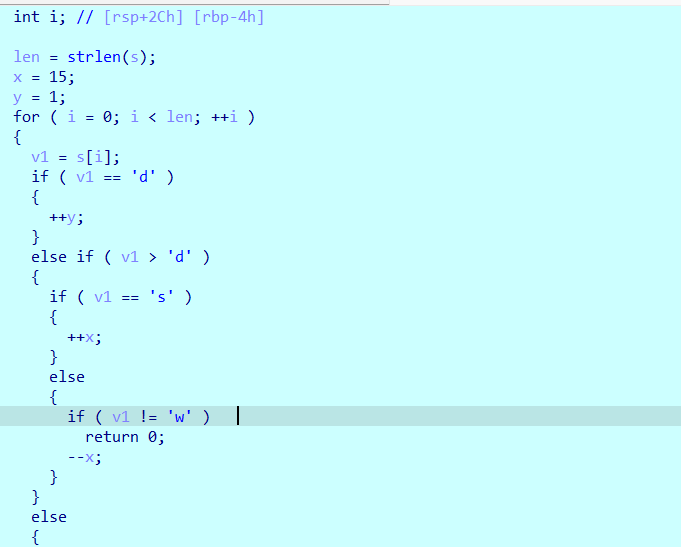 int i; // [rsp+2Ch] [rbp-4h]
len = strlen(s);
x = 15;
y = 1;
for ( i = 0; i < len; ++i )
{
v1 = s[i];
if ( v1 == 'd' )
{
++y;
}
else if ( v1 > 'd' )
{
if ( v1 == 's' )
{
++x;
}
else
{
if ( v1 != 'w' )
return 0;
--x;
}
}
else
{